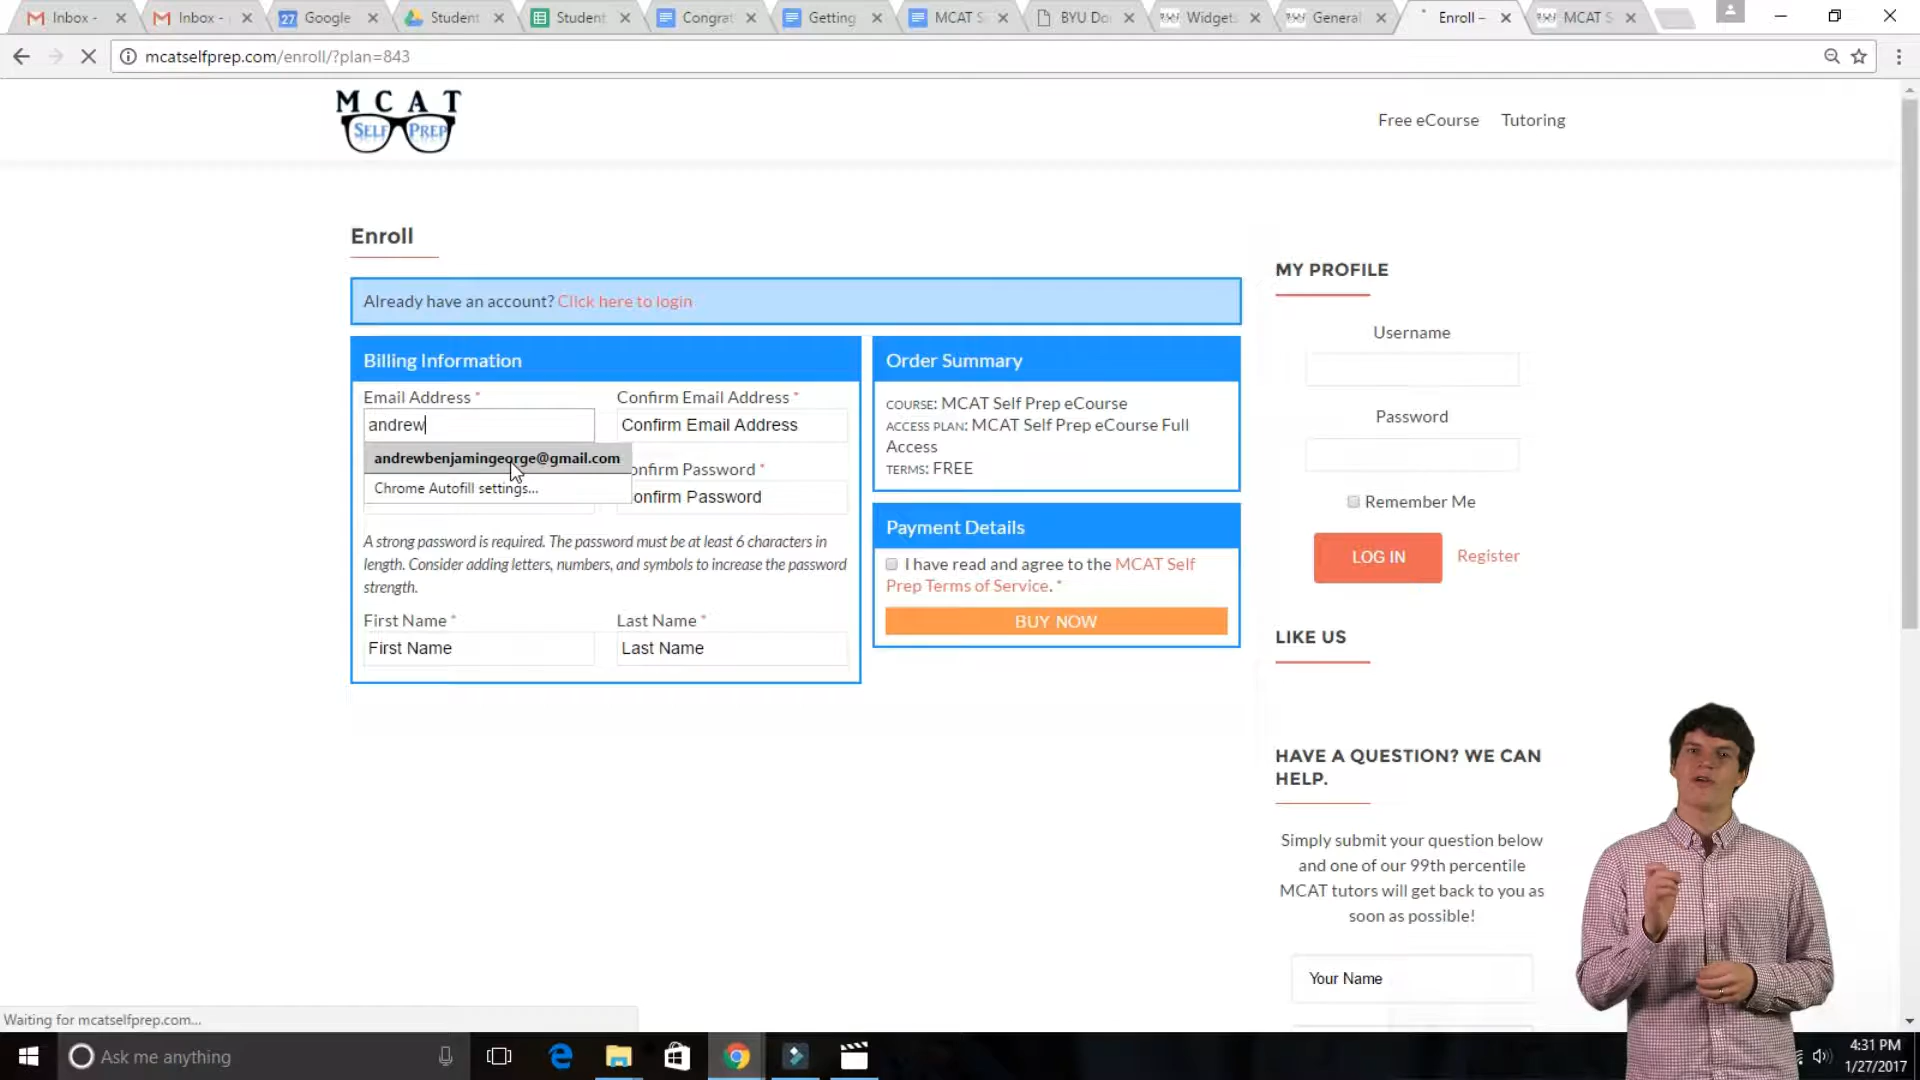 Inbox -
Inbox -
27 Google
Student
Student
Congrat
Getting
MCAT S
BYU Do
Widget
General
Enroll –
MCAT S
mcatselfprep.com/enroll/?plan=843
MCAT
SELF PREP
Free eCourse
Tutoring
Enroll
Already have an account? Click here to login
Billing Information
Email Address *
Confirm Email Address *
andrew
Confirm Email Address
andrewbenjamingeorge@gmail.com
Chrome Autofill settings...
onfirm Password *
onfirm Password
A strong password is required. The password must be at least 6 characters in
length. Consider adding letters, numbers, and symbols to increase the password
strength.
First Name *
Last Name *
First Name
Last Name
Order Summary
COURSE: MCAT Self Prep eCourse
ACCESS PLAN: MCAT Self Prep eCourse Full
Access
TERMS: FREE
Payment Details
I have read and agree to the MCAT Self
Prep Terms of Service. *
BUY NOW
MY PROFILE
Username
Password
Remember Me
LOG IN
Register
LIKE US
HAVE A QUESTION? WE CAN
HELP.
Simply submit your question below
and one of our 99th percentile
MCAT tutors will get back to you as
soon as possible!
Your Name
Waiting for mcatselfprep.com...
Ask me anything
4:31 PM
1/27/2017